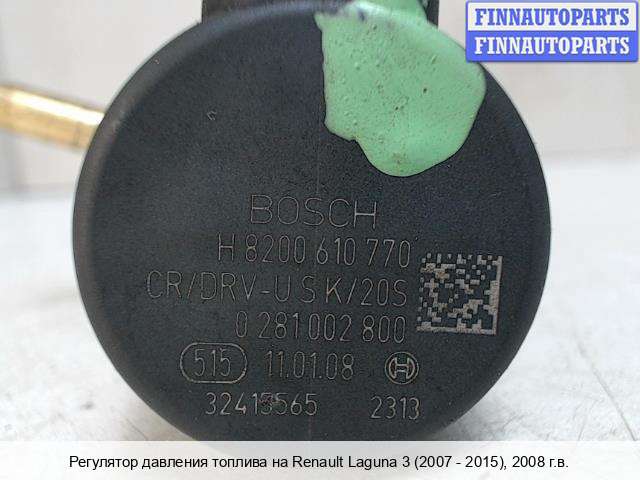 FINNAUTOPARTS
FINNAUTOPARTS
BOSCH
H 8200 610 770
CR/DRV-U S K/20S
0 281 002 800
515 11.01.08
32415565 2313
Регулятор давления топлива на Renault Laguna 3 (2007 - 2015), 2008 г.в.